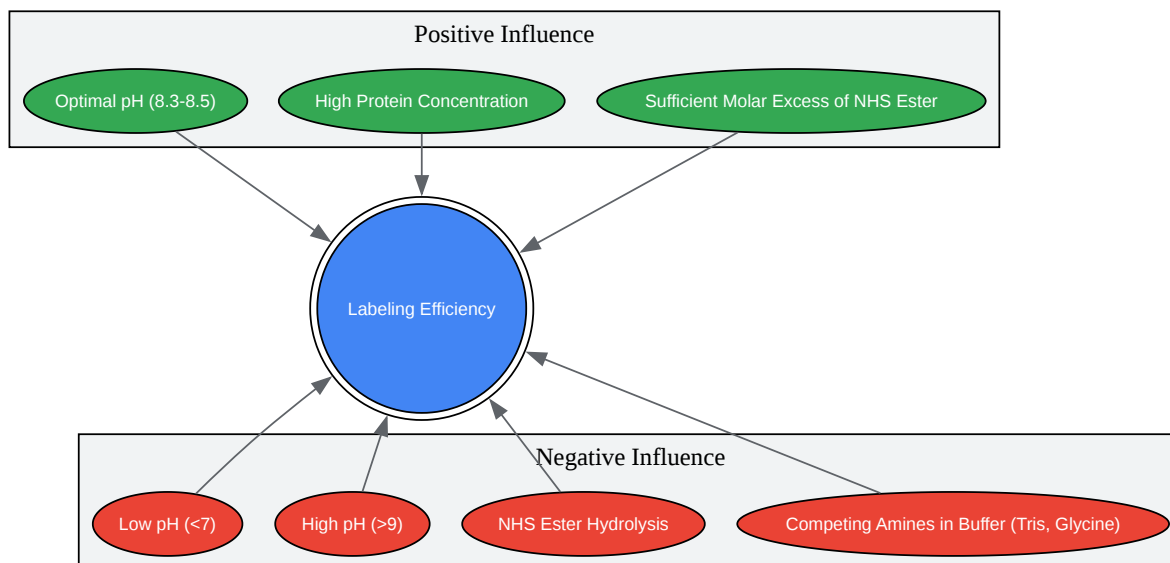 Positive Influence
Optimal pH (8.3-8.5)
High Protein Concentration
Sufficient Molar Excess of NHS Ester
Labeling Efficiency
Negative Influence
Low pH (<7)
High pH (>9)
NHS Ester Hydrolysis
Competing Amines in Buffer (Tris, Glycine)